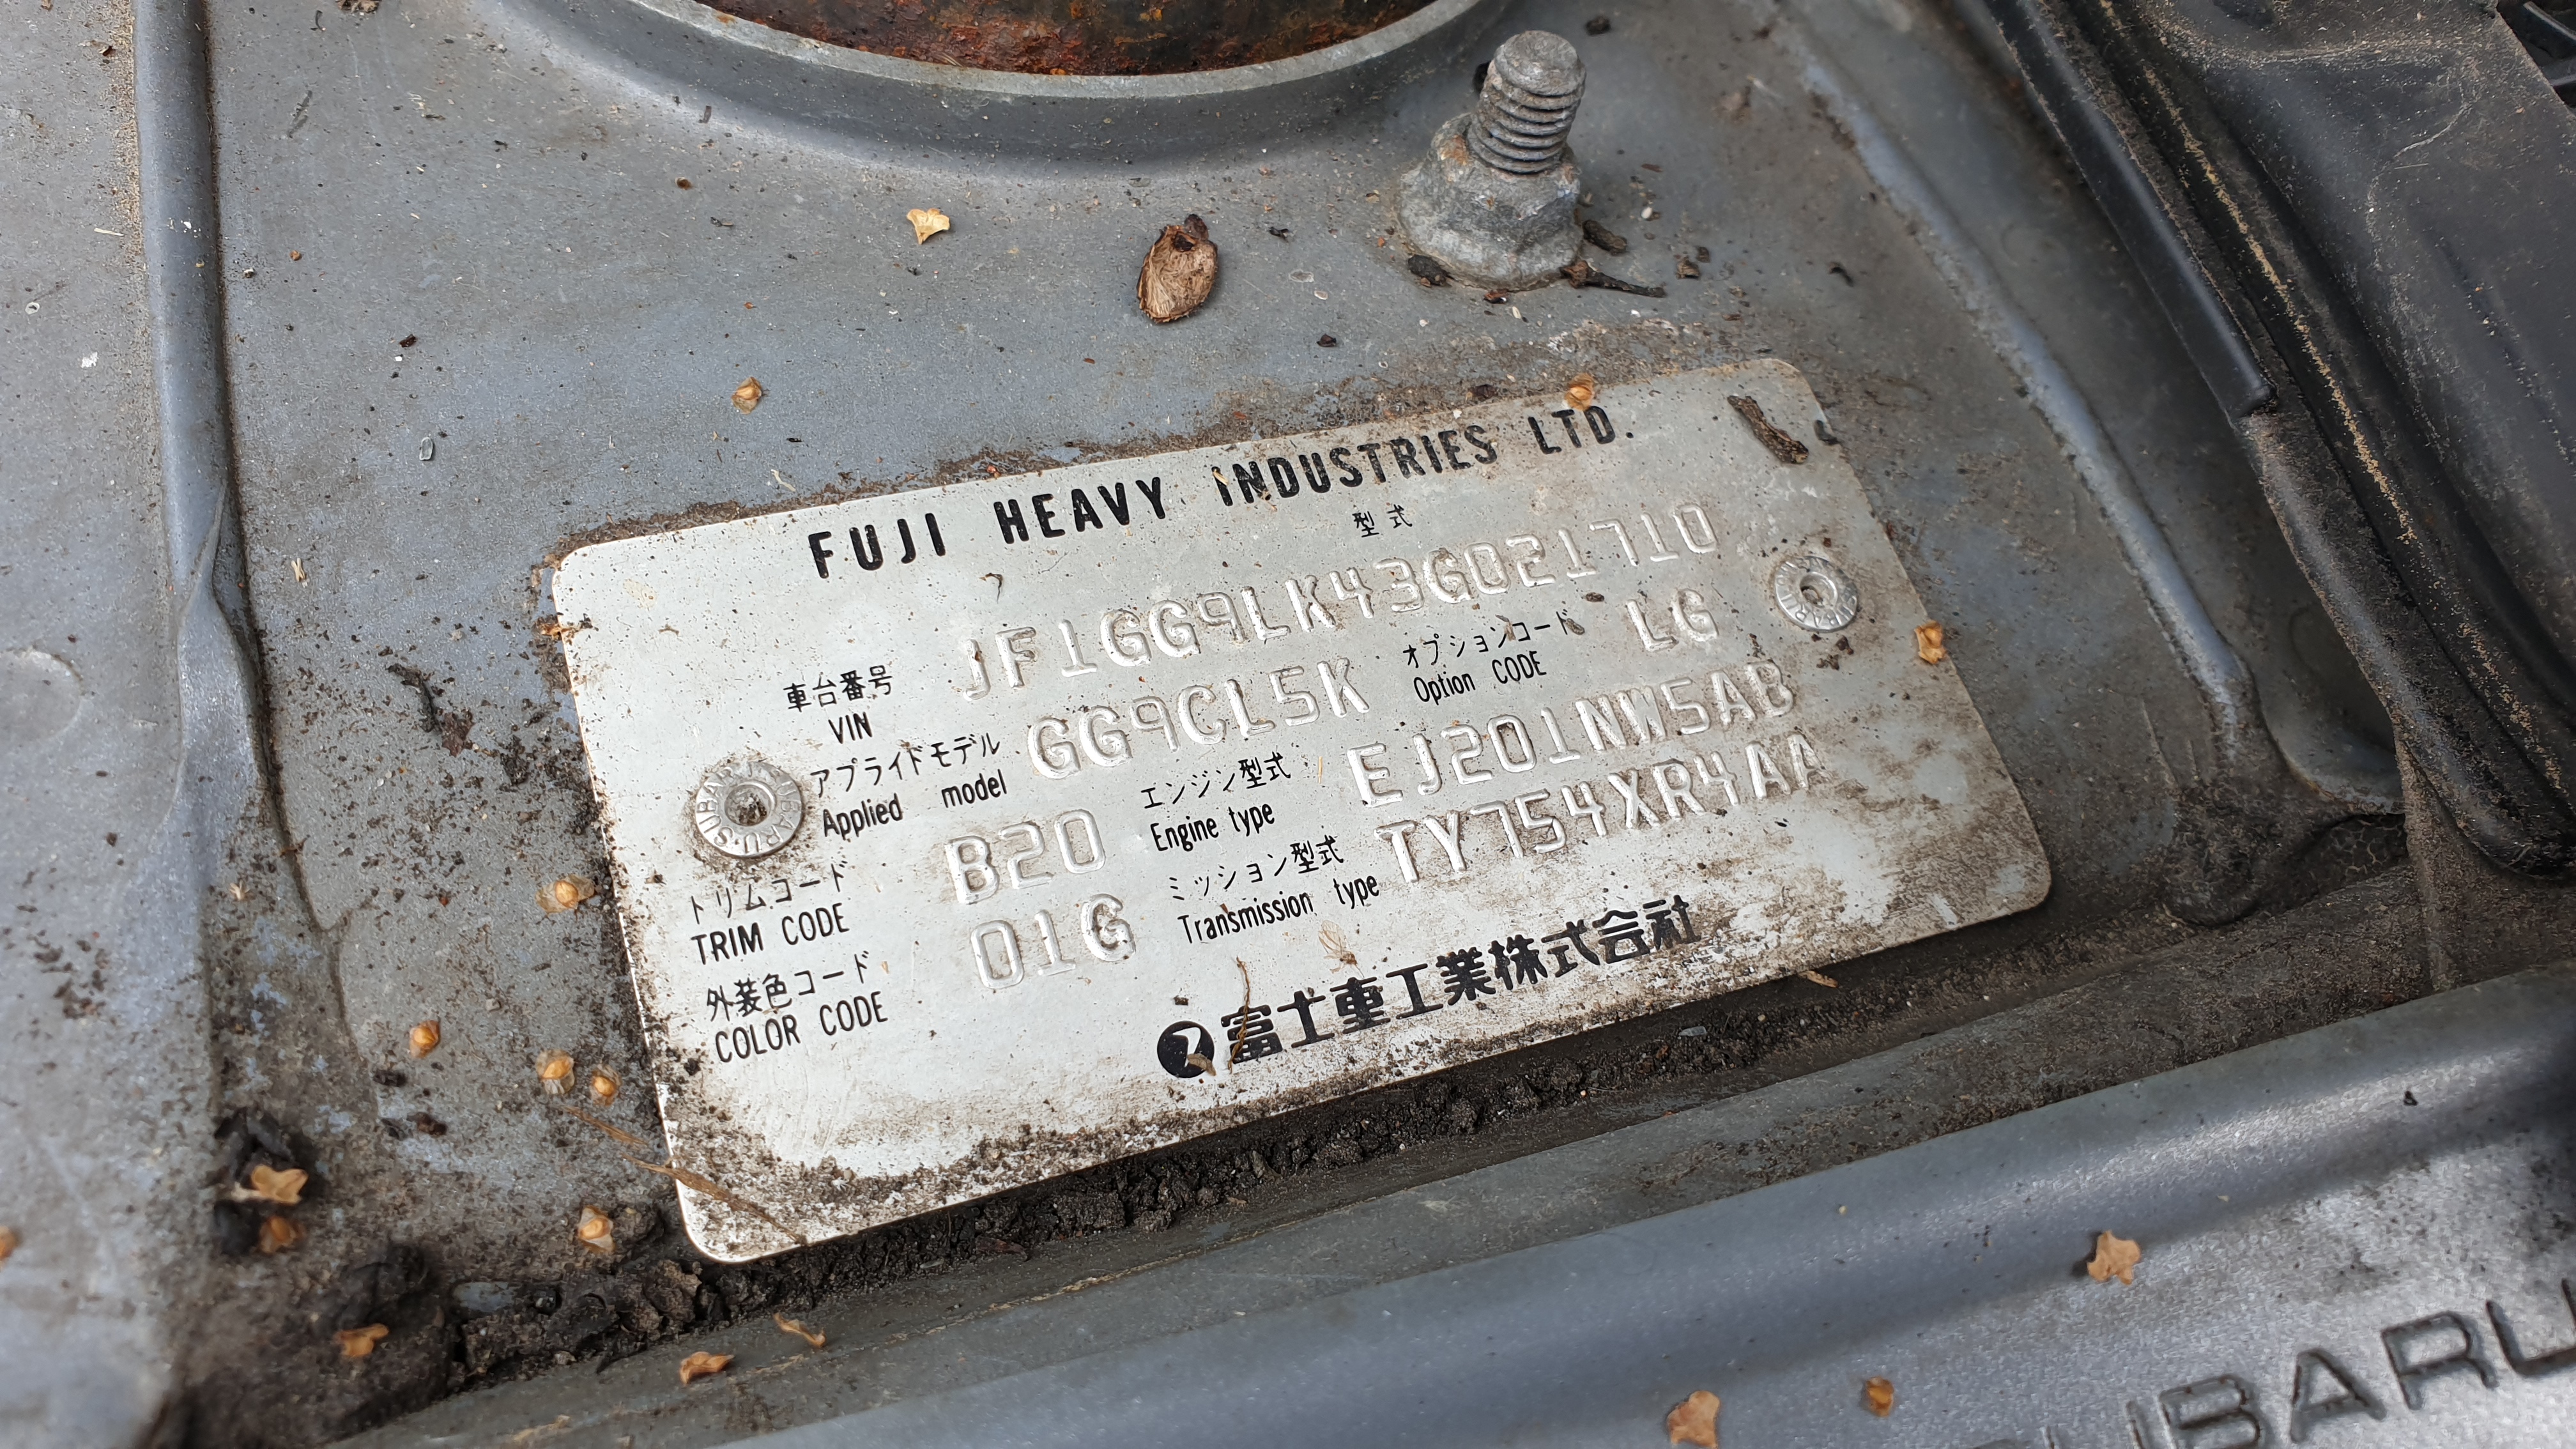 FUJI HEAVY INDUSTRIES LTD.
型式
車台番号
VIN JF1GG9LK43G021710
アプライドモデル
Applied model GG9CL5K
オプションコード
Option CODE LG
トリムコード
TRIM CODE B20
エンジン型式
Engine type EJ201NW5AB
外装色コード
COLOR CODE 01G
ミッション型式
Transmission type TY754XR4AA
富士重工業株式会社
SUBARU
SUBARU
SUBARU